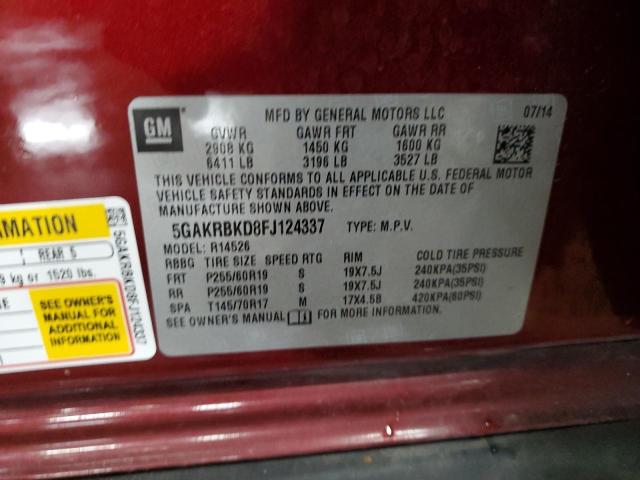 GM
MFD BY GENERAL MOTORS LLC 07/14
GVWR GAWR FRT GAWR RR
2908 KG 1450 KG 1600 KG
6411 LB 3196 LB 3527 LB
THIS VEHICLE CONFORMS TO ALL APPLICABLE U.S. FEDERAL MOTOR
VEHICLE SAFETY STANDARDS IN EFFECT ON THE DATE OF
MANUFACTURE SHOWN ABOVE.
5GAKRBKD8FJ124337 TYPE: M.P.V.
MODEL: R14526
RBBG TIRE SIZE SPEED RTG RIM COLD TIRE PRESSURE
FRT P255/60R19 S 19X7.5J 240KPA(35PSI)
RR P255/60R19 S 19X7.5J 240KPA(35PSI)
SPA T145/70R17 M 17X4.5B 420KPA(60PSI)
SEE OWNER'S MANUAL FOR MORE INFORMATION.
AMATION
1 REAR 5
kg or 1520 lbs.
SEE OWNER'S
MANUAL FOR
ADDITIONAL
INFORMATION
5GAKRBKD8FJ124337